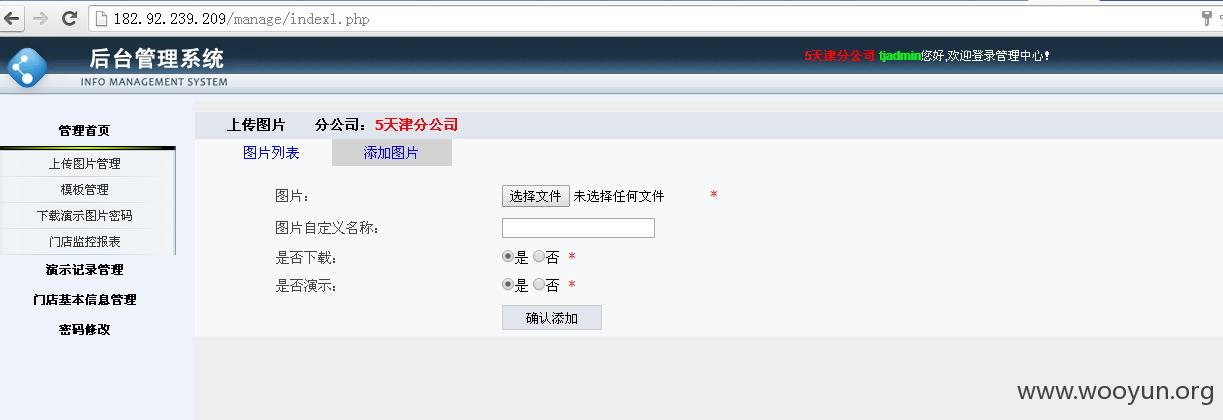 182.92.239.209/manage/index1.php
后台管理系统
INFO MANAGEMENT SYSTEM
5天津分公司 tjadmin您好,欢迎登录管理中心!
管理首页
上传图片管理
模板管理
下载演示图片密码
门店监控报表
演示记录管理
门店基本信息管理
密码修改
上传图片 分公司：5天津分公司
图片列表 添加图片
图片： 选择文件 未选择任何文件 *
图片自定义名称：
是否下载： 是 否 *
是否演示： 是 否 *
确认添加
www.wooyun.org